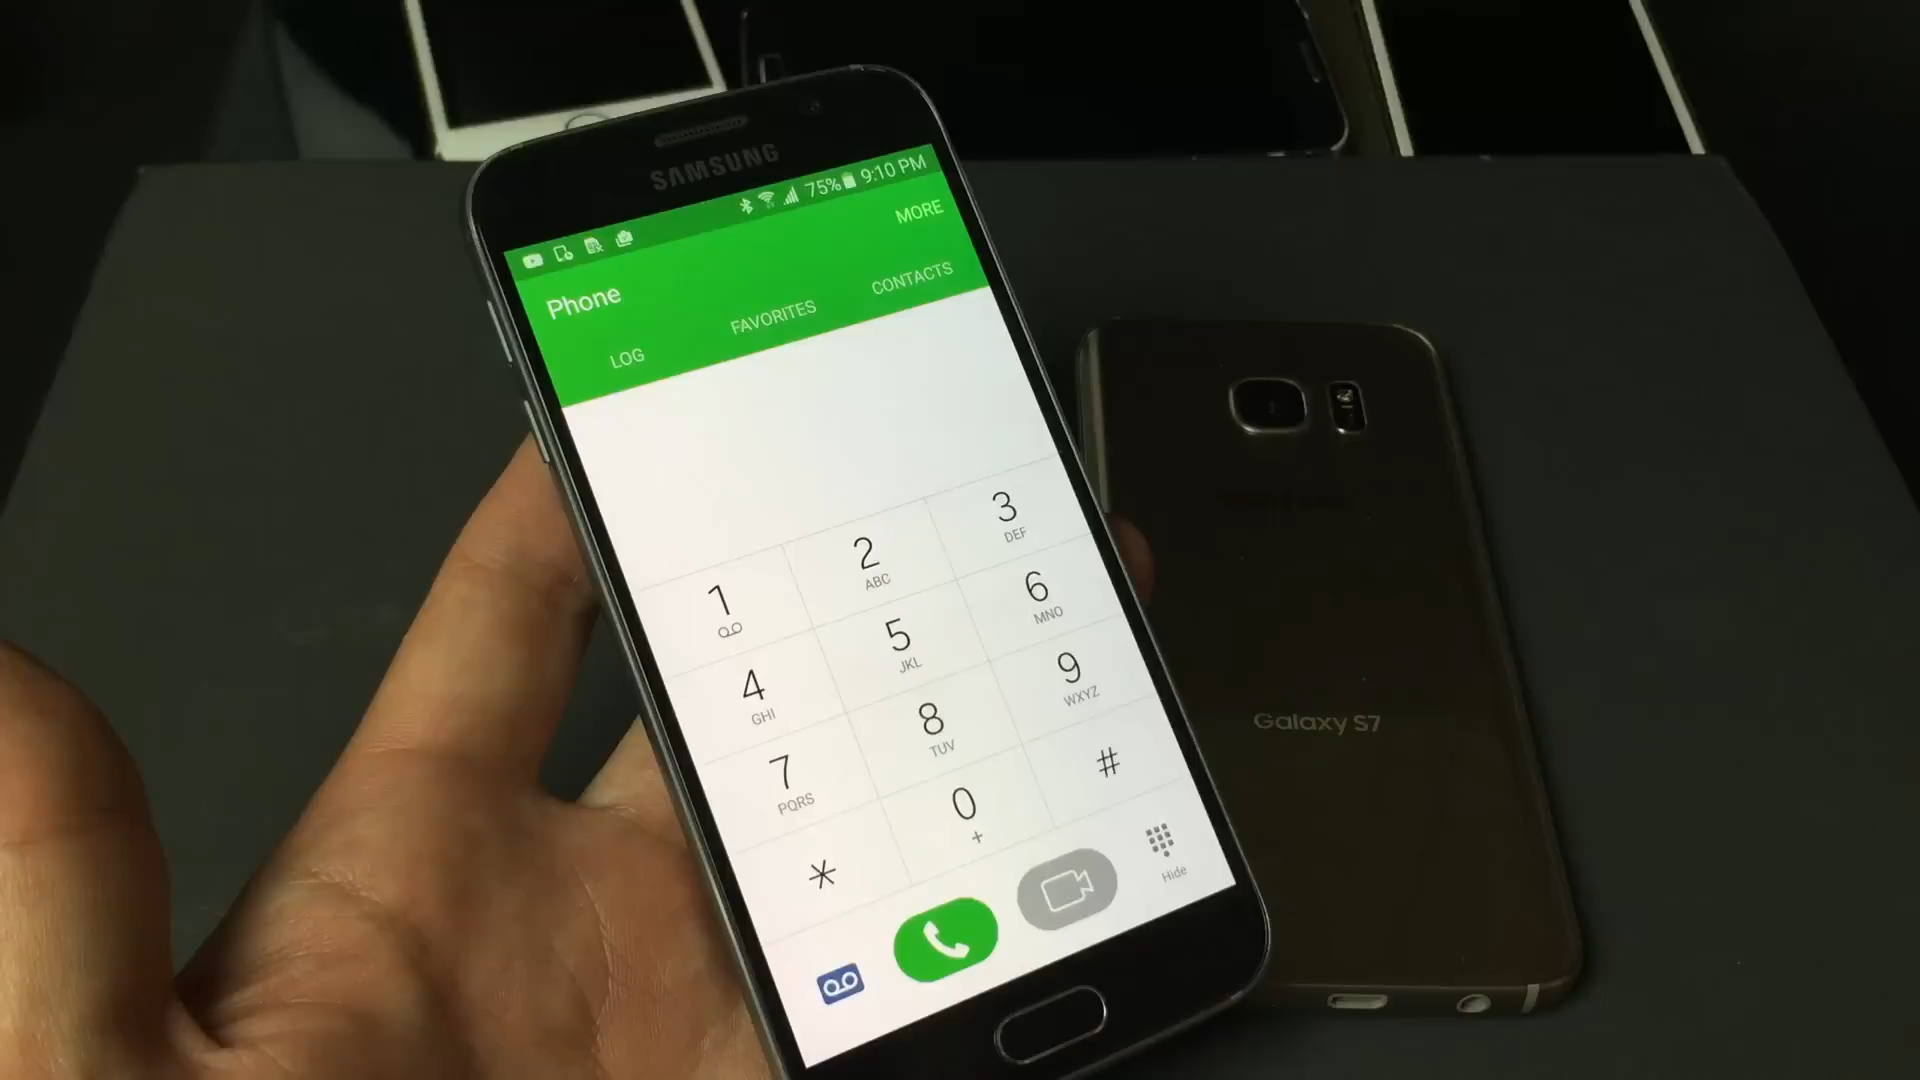 SAMSUNG
75% 9:10 PM
MORE
Phone
LOG FAVORITES CONTACTS
1 2 ABC 3 DEF
4 GHI 5 JKL 6 MNO
7 PQRS 8 TUV 9 WXYZ
* 0 + #
Hide
Galaxy S7